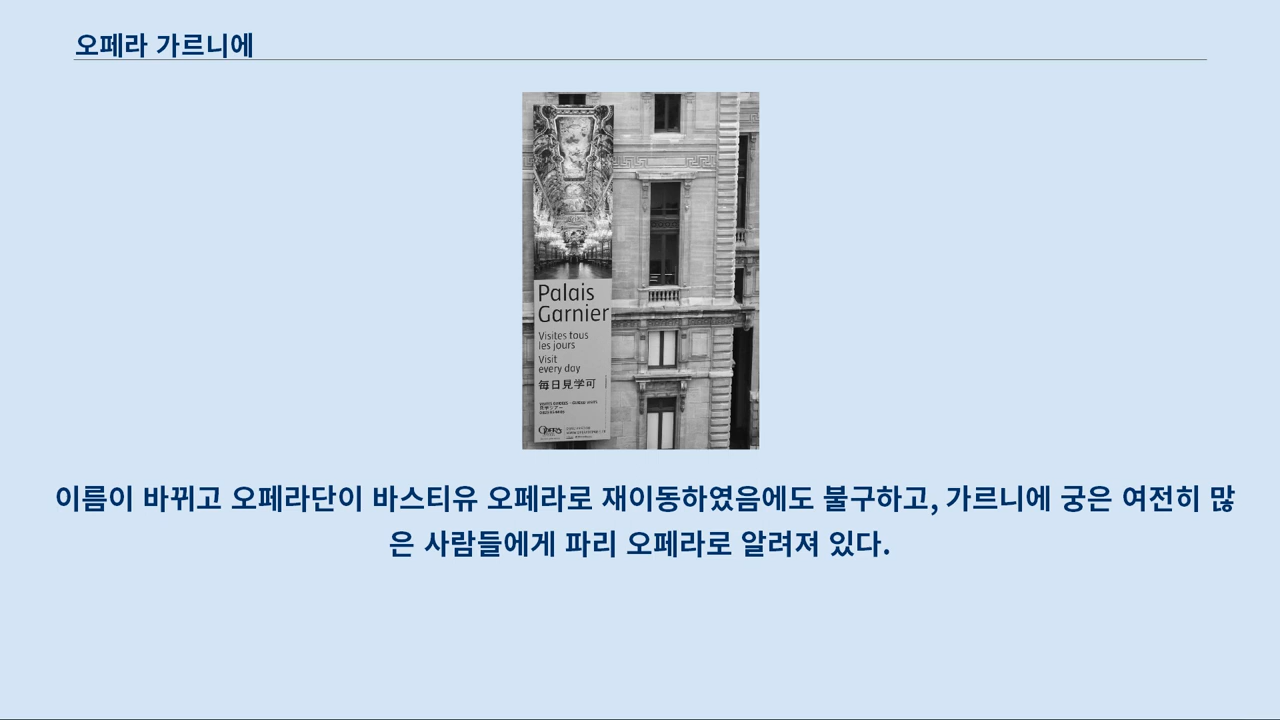 오페라 가르니에
Palais
Garnier
Visites tous
les jours
Visit
every day
毎日見学可
이름이 바뀌고 오페라단이 바스티유 오페라로 재이동하였음에도 불구하고, 가르니에 궁은 여전히 많
은 사람들에게 파리 오페라로 알려져 있다.